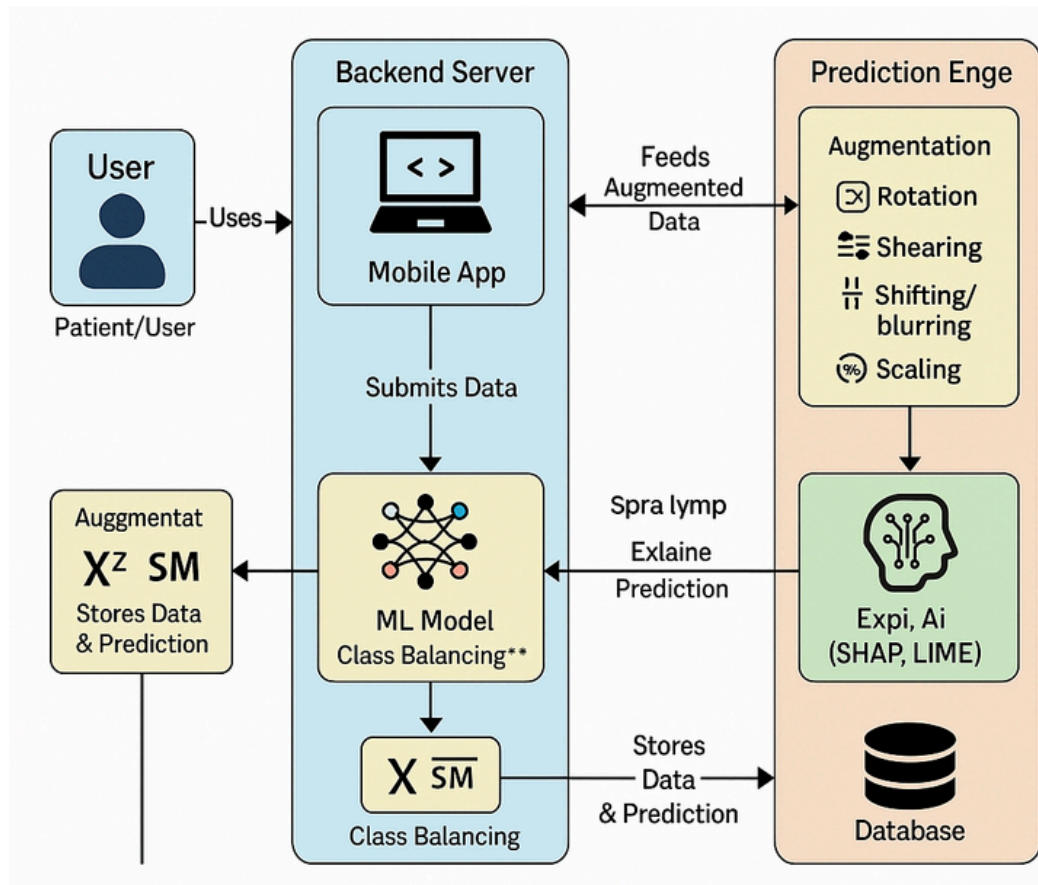 Backend Server
Prediction Enge
User
Patient/User
Uses
< >
Mobile App
Feeds
Augmeented
Data
Augmentation
Rotation
Shearing
Shifting/
blurring
%
Scaling
Submits Data
Auggmentat
Xᶻ SM
Stores Data
& Prediction
ML Model
Class Balancing**
Spra lymp
Exlaine
Prediction
Expi, Ai
(SHAP, LIME)
X SM
Class Balancing
Stores
Data
& Prediction
Database